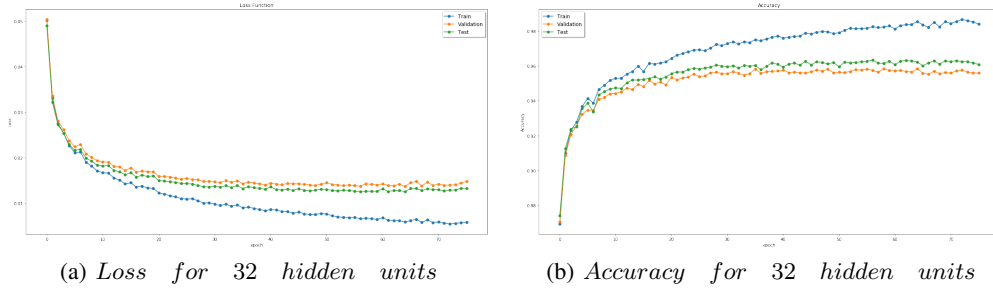 Loss Function
Train
Validation
Test
0.05
0.04
0.03
0.02
0.01
Loss
0 10 20 30 40 50 60 70
epoch
(a) Loss for 32 hidden units
Accuracy
Train
Validation
Test
0.98
0.96
0.94
0.92
0.90
0.88
Accuracy
0 10 20 30 40 50 60 70
epoch
(b) Accuracy for 32 hidden units